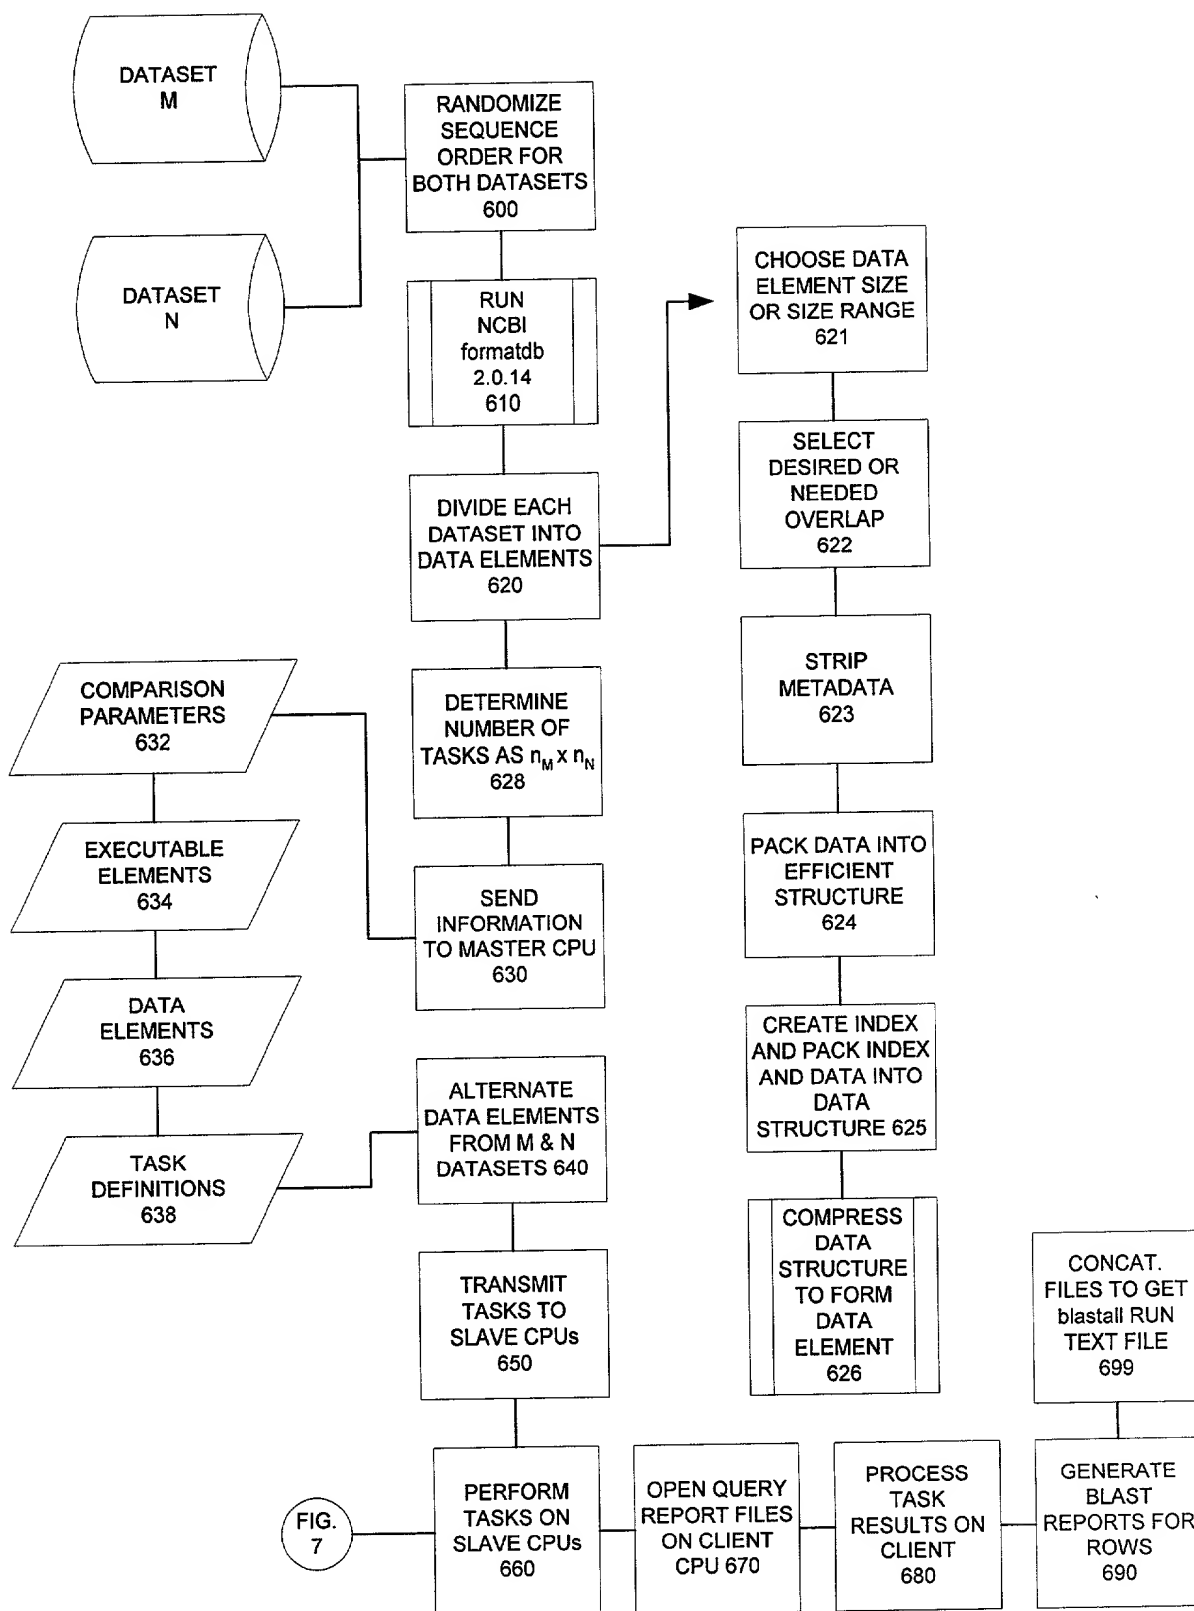 DATASET
M
DATASET
N
RANDOMIZE
SEQUENCE
ORDER FOR
BOTH DATASETS
600
RUN
NCBI
formatdb
2.0.14
610
DIVIDE EACH
DATASET INTO
DATA ELEMENTS
620
CHOOSE DATA
ELEMENT SIZE
OR SIZE RANGE
621
SELECT
DESIRED OR
NEEDED
OVERLAP
622
STRIP
METADATA
623
PACK DATA INTO
EFFICIENT
STRUCTURE
624
CREATE INDEX
AND PACK INDEX
AND DATA INTO
DATA
STRUCTURE 625
COMPRESS
DATA
STRUCTURE
TO FORM
DATA
ELEMENT
626
DETERMINE
NUMBER OF
TASKS AS nM x nN
628
SEND
INFORMATION
TO MASTER CPU
630
COMPARISON
PARAMETERS
632
EXECUTABLE
ELEMENTS
634
DATA
ELEMENTS
636
TASK
DEFINITIONS
638
ALTERNATE
DATA ELEMENTS
FROM M & N
DATASETS 640
TRANSMIT
TASKS TO
SLAVE CPUs
650
FIG.
7
PERFORM
TASKS ON
SLAVE CPUs
660
OPEN QUERY
REPORT FILES
ON CLIENT
CPU 670
PROCESS
TASK
RESULTS ON
CLIENT
680
GENERATE
BLAST
REPORTS FOR
ROWS
690
CONCAT.
FILES TO GET
blastall RUN
TEXT FILE
699